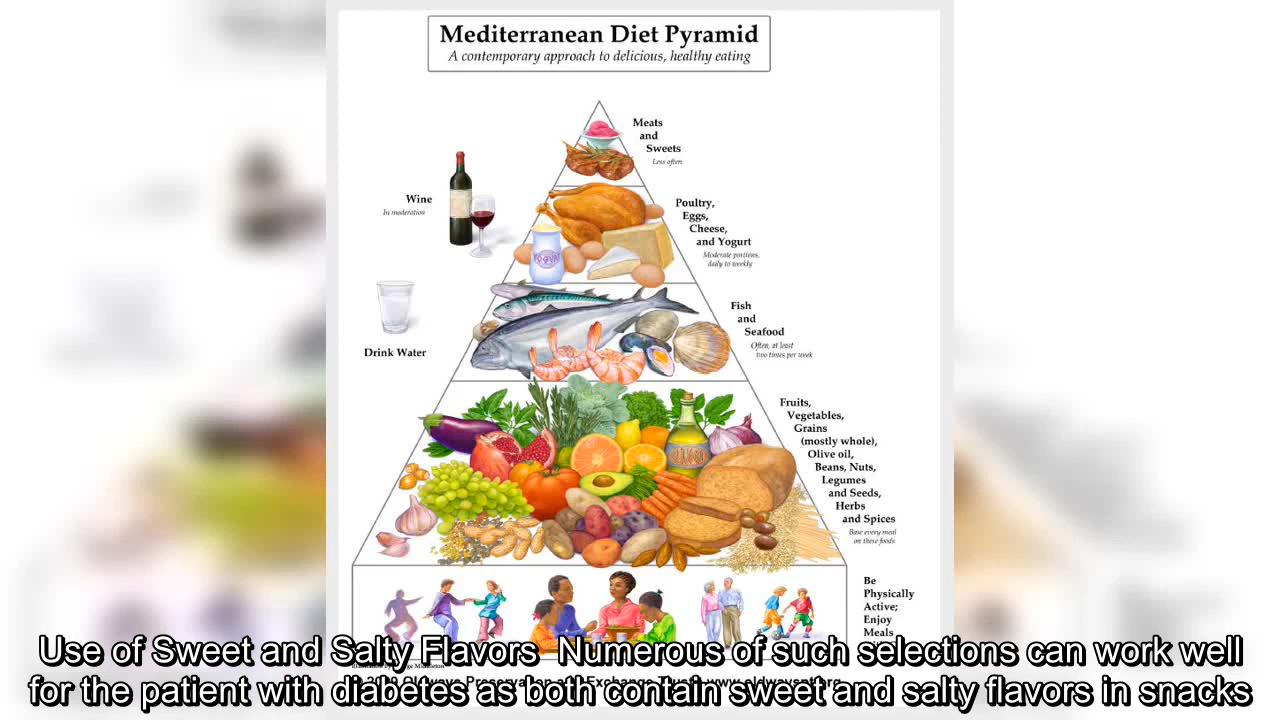 Mediterranean Diet Pyramid
A contemporary approach to delicious, healthy eating
Meats
and
Sweets
Less often
Wine
In moderation
Poultry,
Eggs,
Cheese,
and Yogurt
Moderate portions,
daily to weekly
YOGURT
Drink Water
Fish
and
Seafood
Often, at least
two times per week
Fruits,
Vegetables,
Grains
(mostly whole),
Olive oil,
Beans, Nuts,
Legumes
and Seeds,
Herbs
and Spices
Base every meal
on these foods
Be
Physically
Active;
Enjoy
Meals
Use of Sweet and Salty Flavors Numerous of such selections can work well
for the patient with diabetes as both contain sweet and salty flavors in snacks